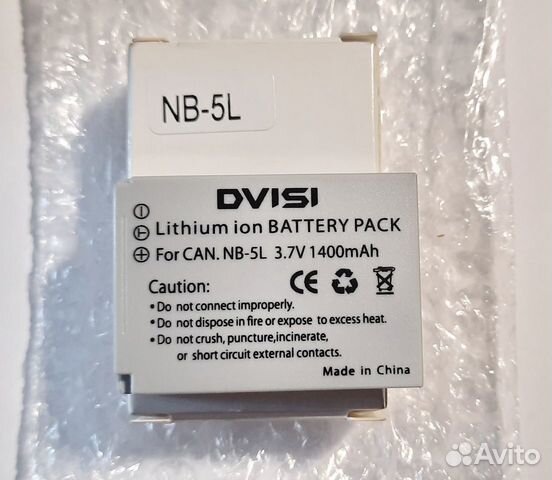 NB-5L
DVISI
Lithium ion BATTERY PACK
For CAN. NB-5L 3.7V 1400mAh
Caution:
• Do not connect improperly.
• Do not dispose in fire or expose to excess heat.
• Do not crush, puncture,incinerate,
or short circuit external contacts.
Made in China
Avito